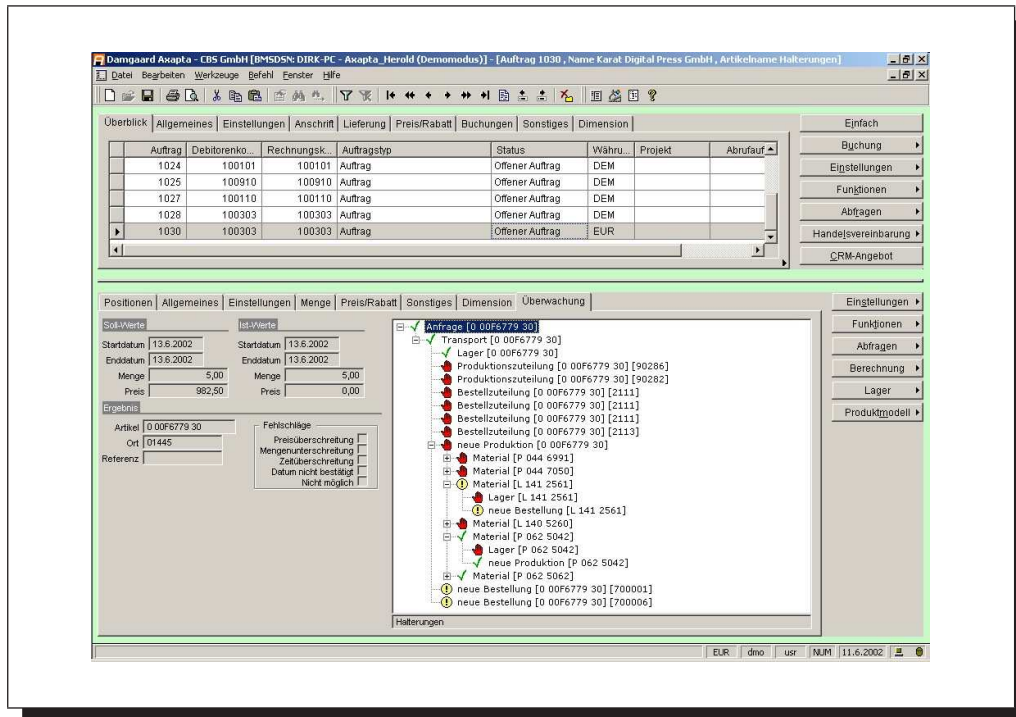 Damgaard Axapta - CBS GmbH [BMSDSN: DIRK-PC - Axapta_Herold (Demomodus)] - [Auftrag 1030 , Name Karat Digital Press GmbH , Artikelname Halterungen]
Datei Bearbeiten Werkzeuge Befehl Fenster Hilfe
Überblick Allgemeines Einstellungen Anschrift Lieferung Preis/Rabatt Buchungen Sonstiges Dimension
Auftrag Debitorenko... Rechnungsk... Auftragstyp Status Währu... Projekt Abrufauf
1024 100101 100101 Auftrag Offener Auftrag DEM
1025 100910 100910 Auftrag Offener Auftrag DEM
1027 100110 100110 Auftrag Offener Auftrag DEM
1028 100303 100303 Auftrag Offener Auftrag DEM
1030 100303 100303 Auftrag Offener Auftrag EUR
Einfach
Buchung
Einstellungen
Funktionen
Abfragen
Handelsvereinbarung
CRM-Angebot
Positionen Allgemeines Einstellungen Menge Preis/Rabatt Sonstiges Dimension Überwachung
Soll-Werte Ist-Werte
Startdatum 13.6.2002 Startdatum 13.6.2002
Enddatum 13.6.2002 Enddatum 13.6.2002
Menge 5,00 Menge 5,00
Preis 982,50 Preis 0,00
Ergebnis
Artikel 0 00F6779 30
Ort 01445
Referenz
Fehlschläge
Preisüberschreitung
Mengenunterschreitung
Zeitüberschreitung
Datum nicht bestätigt
Nicht möglich
Anfrage [0 00F6779 30]
Transport [0 00F6779 30]
Lager [0 00F6779 30]
Produktionszuteilung [0 00F6779 30] [90286]
Produktionszuteilung [0 00F6779 30] [90282]
Bestellzuteilung [0 00F6779 30] [2111]
Bestellzuteilung [0 00F6779 30] [2111]
Bestellzuteilung [0 00F6779 30] [2113]
neue Produktion [0 00F6779 30]
Material [P 044 6991]
Material [P 044 7050]
Material [L 141 2561]
Lager [L 141 2561]
neue Bestellung [L 141 2561]
Material [L 140 5260]
Material [P 062 5042]
Lager [P 062 5042]
neue Produktion [P 062 5042]
Material [P 062 5062]
neue Bestellung [0 00F6779 30] [700001]
neue Bestellung [0 00F6779 30] [700006]
Halterungen
Einstellungen
Funktionen
Abfragen
Berechnung
Lager
Produktmodell
EUR dmo usr NUM 11.6.2002